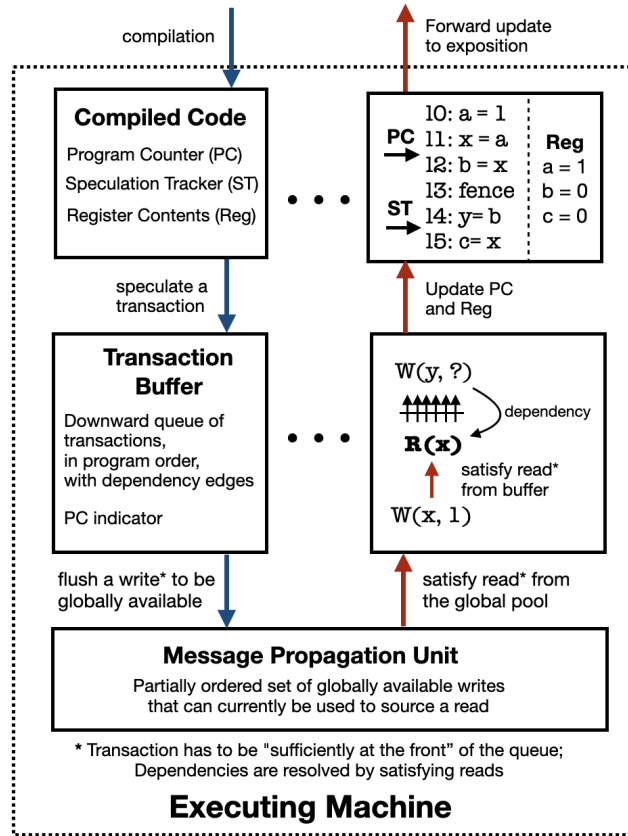 compilation
Forward update
to exposition
Compiled Code
Program Counter (PC)
Speculation Tracker (ST)
Register Contents (Reg)
• • •
PC
ST
l0: a = 1
l1: x = a
l2: b = x
l3: fence
l4: y= b
l5: c= x
Reg
a = 1
b = 0
c = 0
speculate a
transaction
Update PC
and Reg
Transaction
Buffer
Downward queue of
transactions,
in program order,
with dependency edges
PC indicator
• • •
W(y, ?)
dependency
R(x)
satisfy read*
from buffer
W(x, 1)
flush a write* to be
globally available
satisfy read* from
the global pool
Message Propagation Unit
Partially ordered set of globally available writes
that can currently be used to source a read
* Transaction has to be "sufficiently at the front” of the queue;
Dependencies are resolved by satisfying reads
Executing Machine